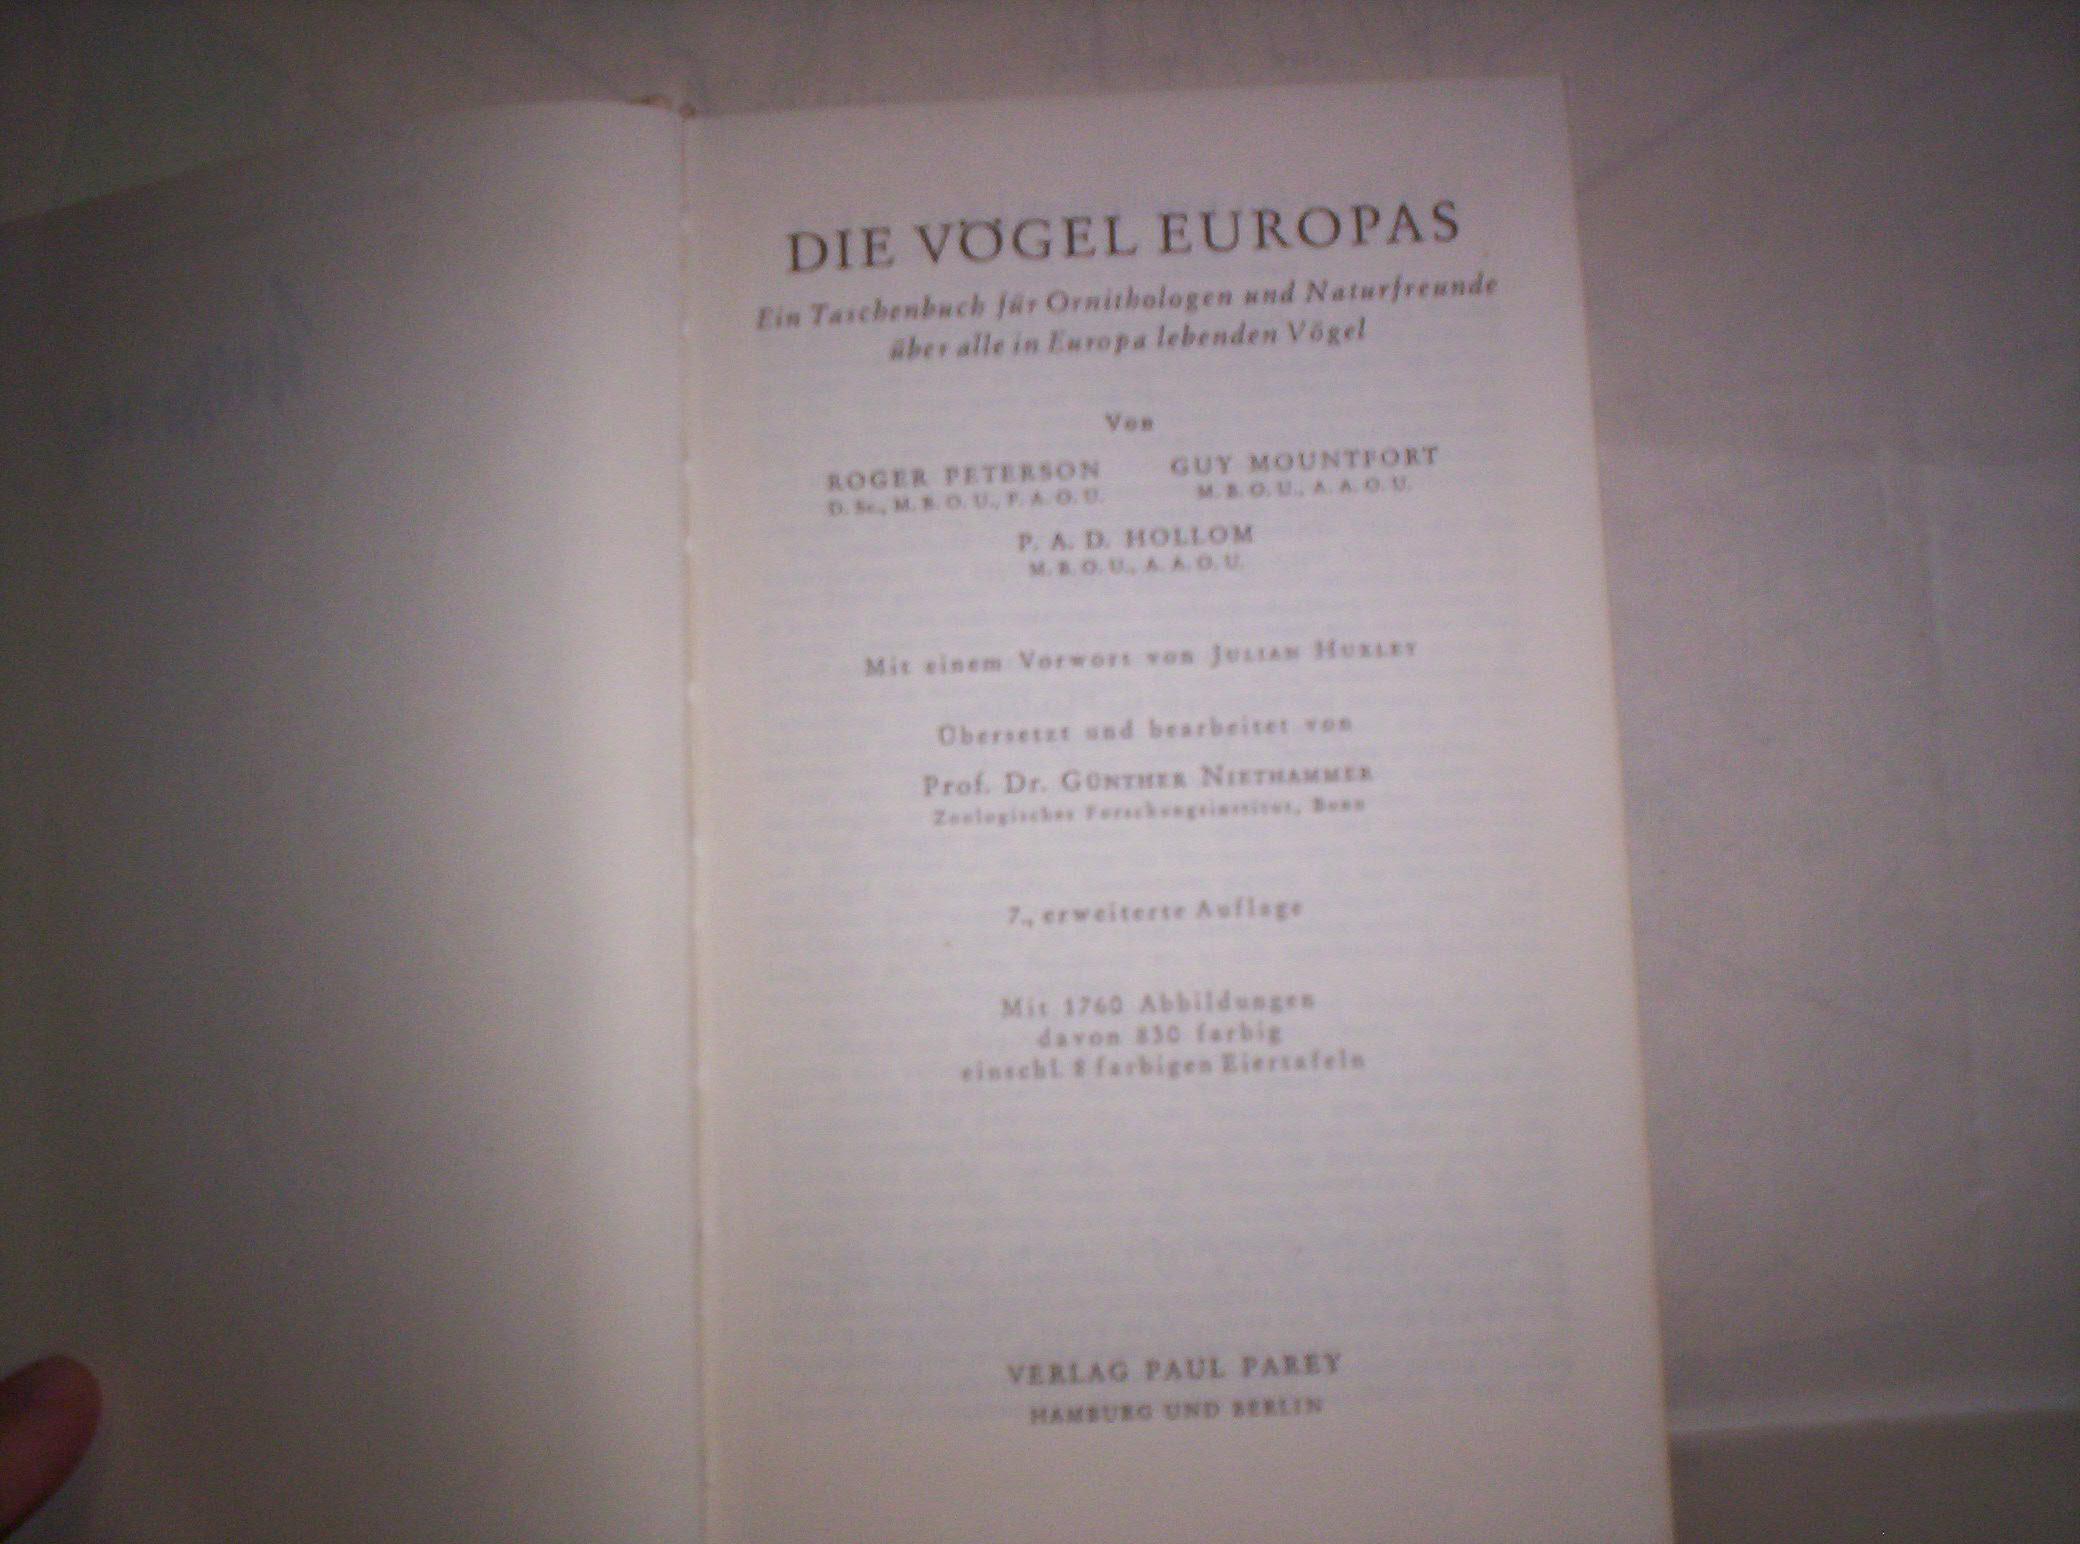 DIE VÖGEL EUROPAS
Ein Taschenbuch für Ornithologen und Naturfreunde
über alle in Europa lebenden Vögel
Von
ROGER PETERSON GUY MOUNTFORT
D. Sc., M. B. O. U., F. A. O. U. M. B. O. U., A. A. O. U.
P. A. D. HOLLOM
M. B. O. U., A. A. O. U.
Mit einem Vorwort von JULIAN HUXLEY
Übersetzt und bearbeitet von
Prof. Dr. GÜNTHER NIETHAMMER
Zoologisches Forschungsinstitut, Bonn
7., erweiterte Auflage
Mit 1760 Abbildungen
davon 830 farbig
einschl. 8 farbigen Eiertafeln
VERLAG PAUL PAREY
HAMBURG UND BERLIN